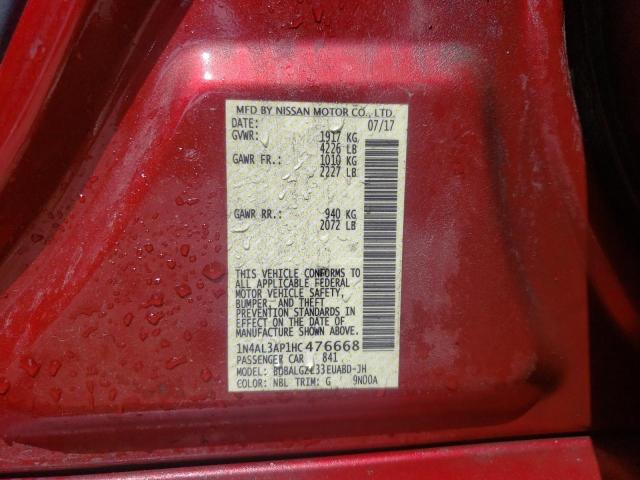 MFD BY NISSAN MOTOR CO., LTD.
DATE: 07/17
GVWR: 1917 KG
4226 LB
GAWR FR.: 1010 KG
2227 LB
GAWR RR.: 940 KG
2072 LB
THIS VEHICLE CONFORMS TO
ALL APPLICABLE FEDERAL
MOTOR VEHICLE SAFETY,
BUMPER AND THEFT
PREVENTION STANDARDS IN
EFFECT ON THE DATE OF
MANUFACTURE SHOWN ABOVE.
1N4AL3AP1HC476668
PASSENGER CAR 841
MODEL:
COLOR: NBL TRIM: G 9N00A